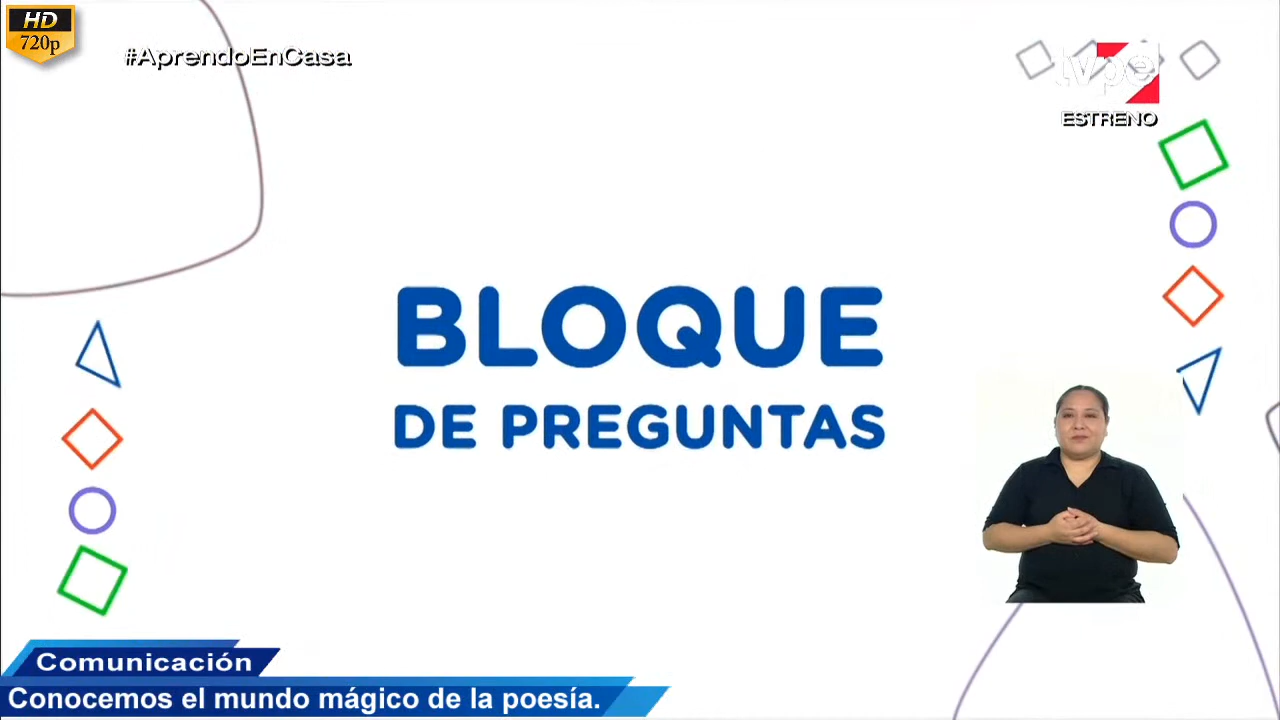 HD
720p
#AprendoEnCasa
tvpe
ESTRENO
BLOQUE
DE PREGUNTAS
Comunicación
Conocemos el mundo mágico de la poesía.